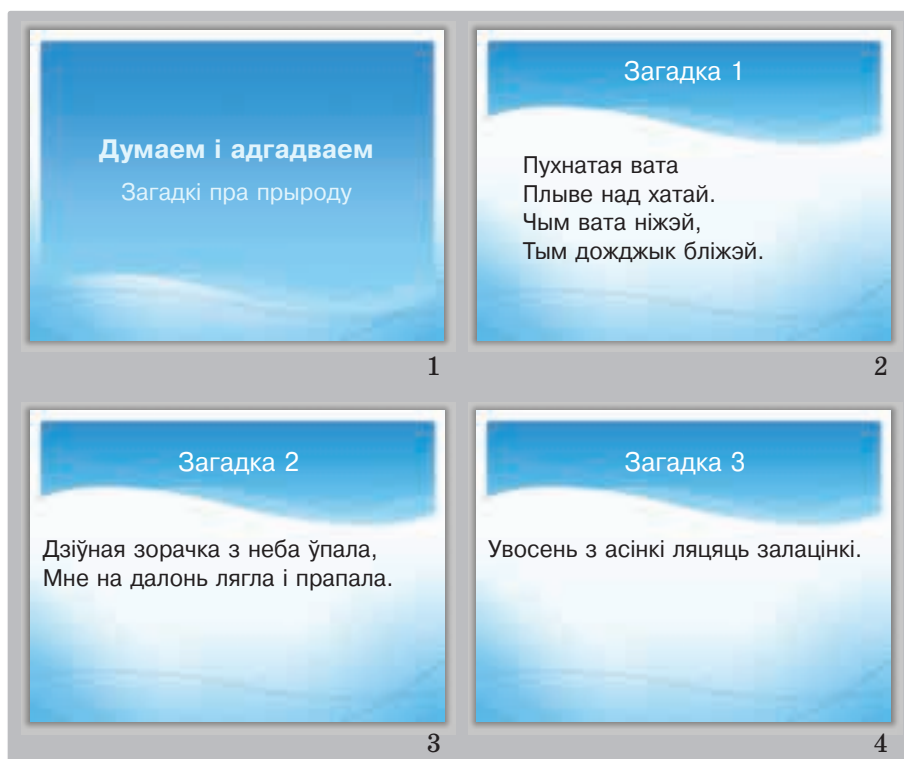 Думаем і адгадваем
Загадкі пра прыроду
1
Загадка 1
Пухнатая вата
Плыве над хатай.
Чым вата ніжэй,
Тым дожджык бліжэй.
2
Загадка 2
Дзіўная зорачка з неба ўпала,
Мне на далонь лягла і прапала.
3
Загадка 3
Увосень з асінкі ляцяць залацінкі.
4